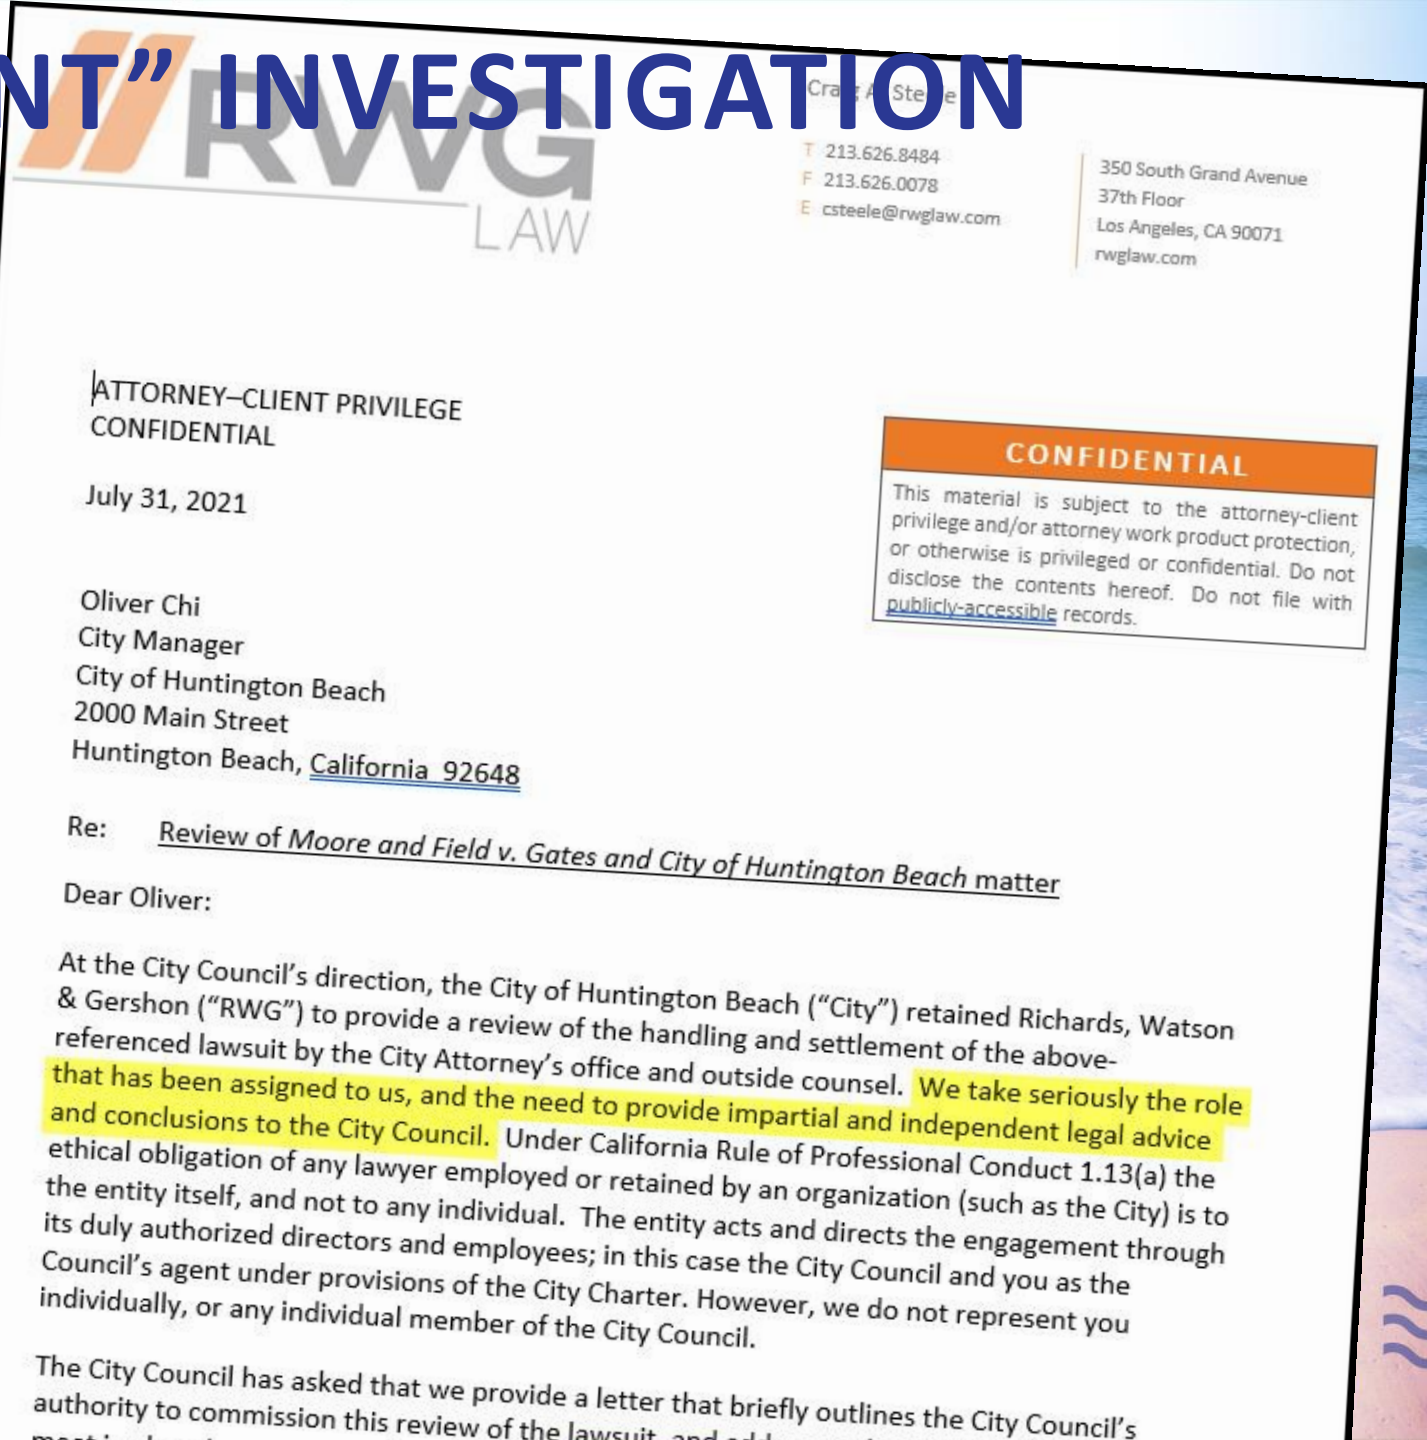 NT” INVESTIGATION
RWG
LAW
Craig A. Steele
T 213.626.8484
F 213.626.0078
E csteele@rwglaw.com
350 South Grand Avenue
37th Floor
Los Angeles, CA 90071
rwglaw.com
ATTORNEY–CLIENT PRIVILEGE
CONFIDENTIAL
July 31, 2021
CONFIDENTIAL
This material is subject to the attorney-client
privilege and/or attorney work product protection,
or otherwise is privileged or confidential. Do not
disclose the contents hereof. Do not file with
publicly-accessible records.
Oliver Chi
City Manager
City of Huntington Beach
2000 Main Street
Huntington Beach, California 92648
Re: Review of Moore and Field v. Gates and City of Huntington Beach matter
Dear Oliver:
At the City Council’s direction, the City of Huntington Beach (“City”) retained Richards, Watson
& Gershon (“RWG”) to provide a review of the handling and settlement of the above-
referenced lawsuit by the City Attorney’s office and outside counsel. We take seriously the role
that has been assigned to us, and the need to provide impartial and independent legal advice
and conclusions to the City Council. Under California Rule of Professional Conduct 1.13(a) the
ethical obligation of any lawyer employed or retained by an organization (such as the City) is to
the entity itself, and not to any individual. The entity acts and directs the engagement through
its duly authorized directors and employees; in this case the City Council and you as the
Council’s agent under provisions of the City Charter. However, we do not represent you
individually, or any individual member of the City Council.
The City Council has asked that we provide a letter that briefly outlines the City Council’s
authority to commission this review of the lawsuit, and